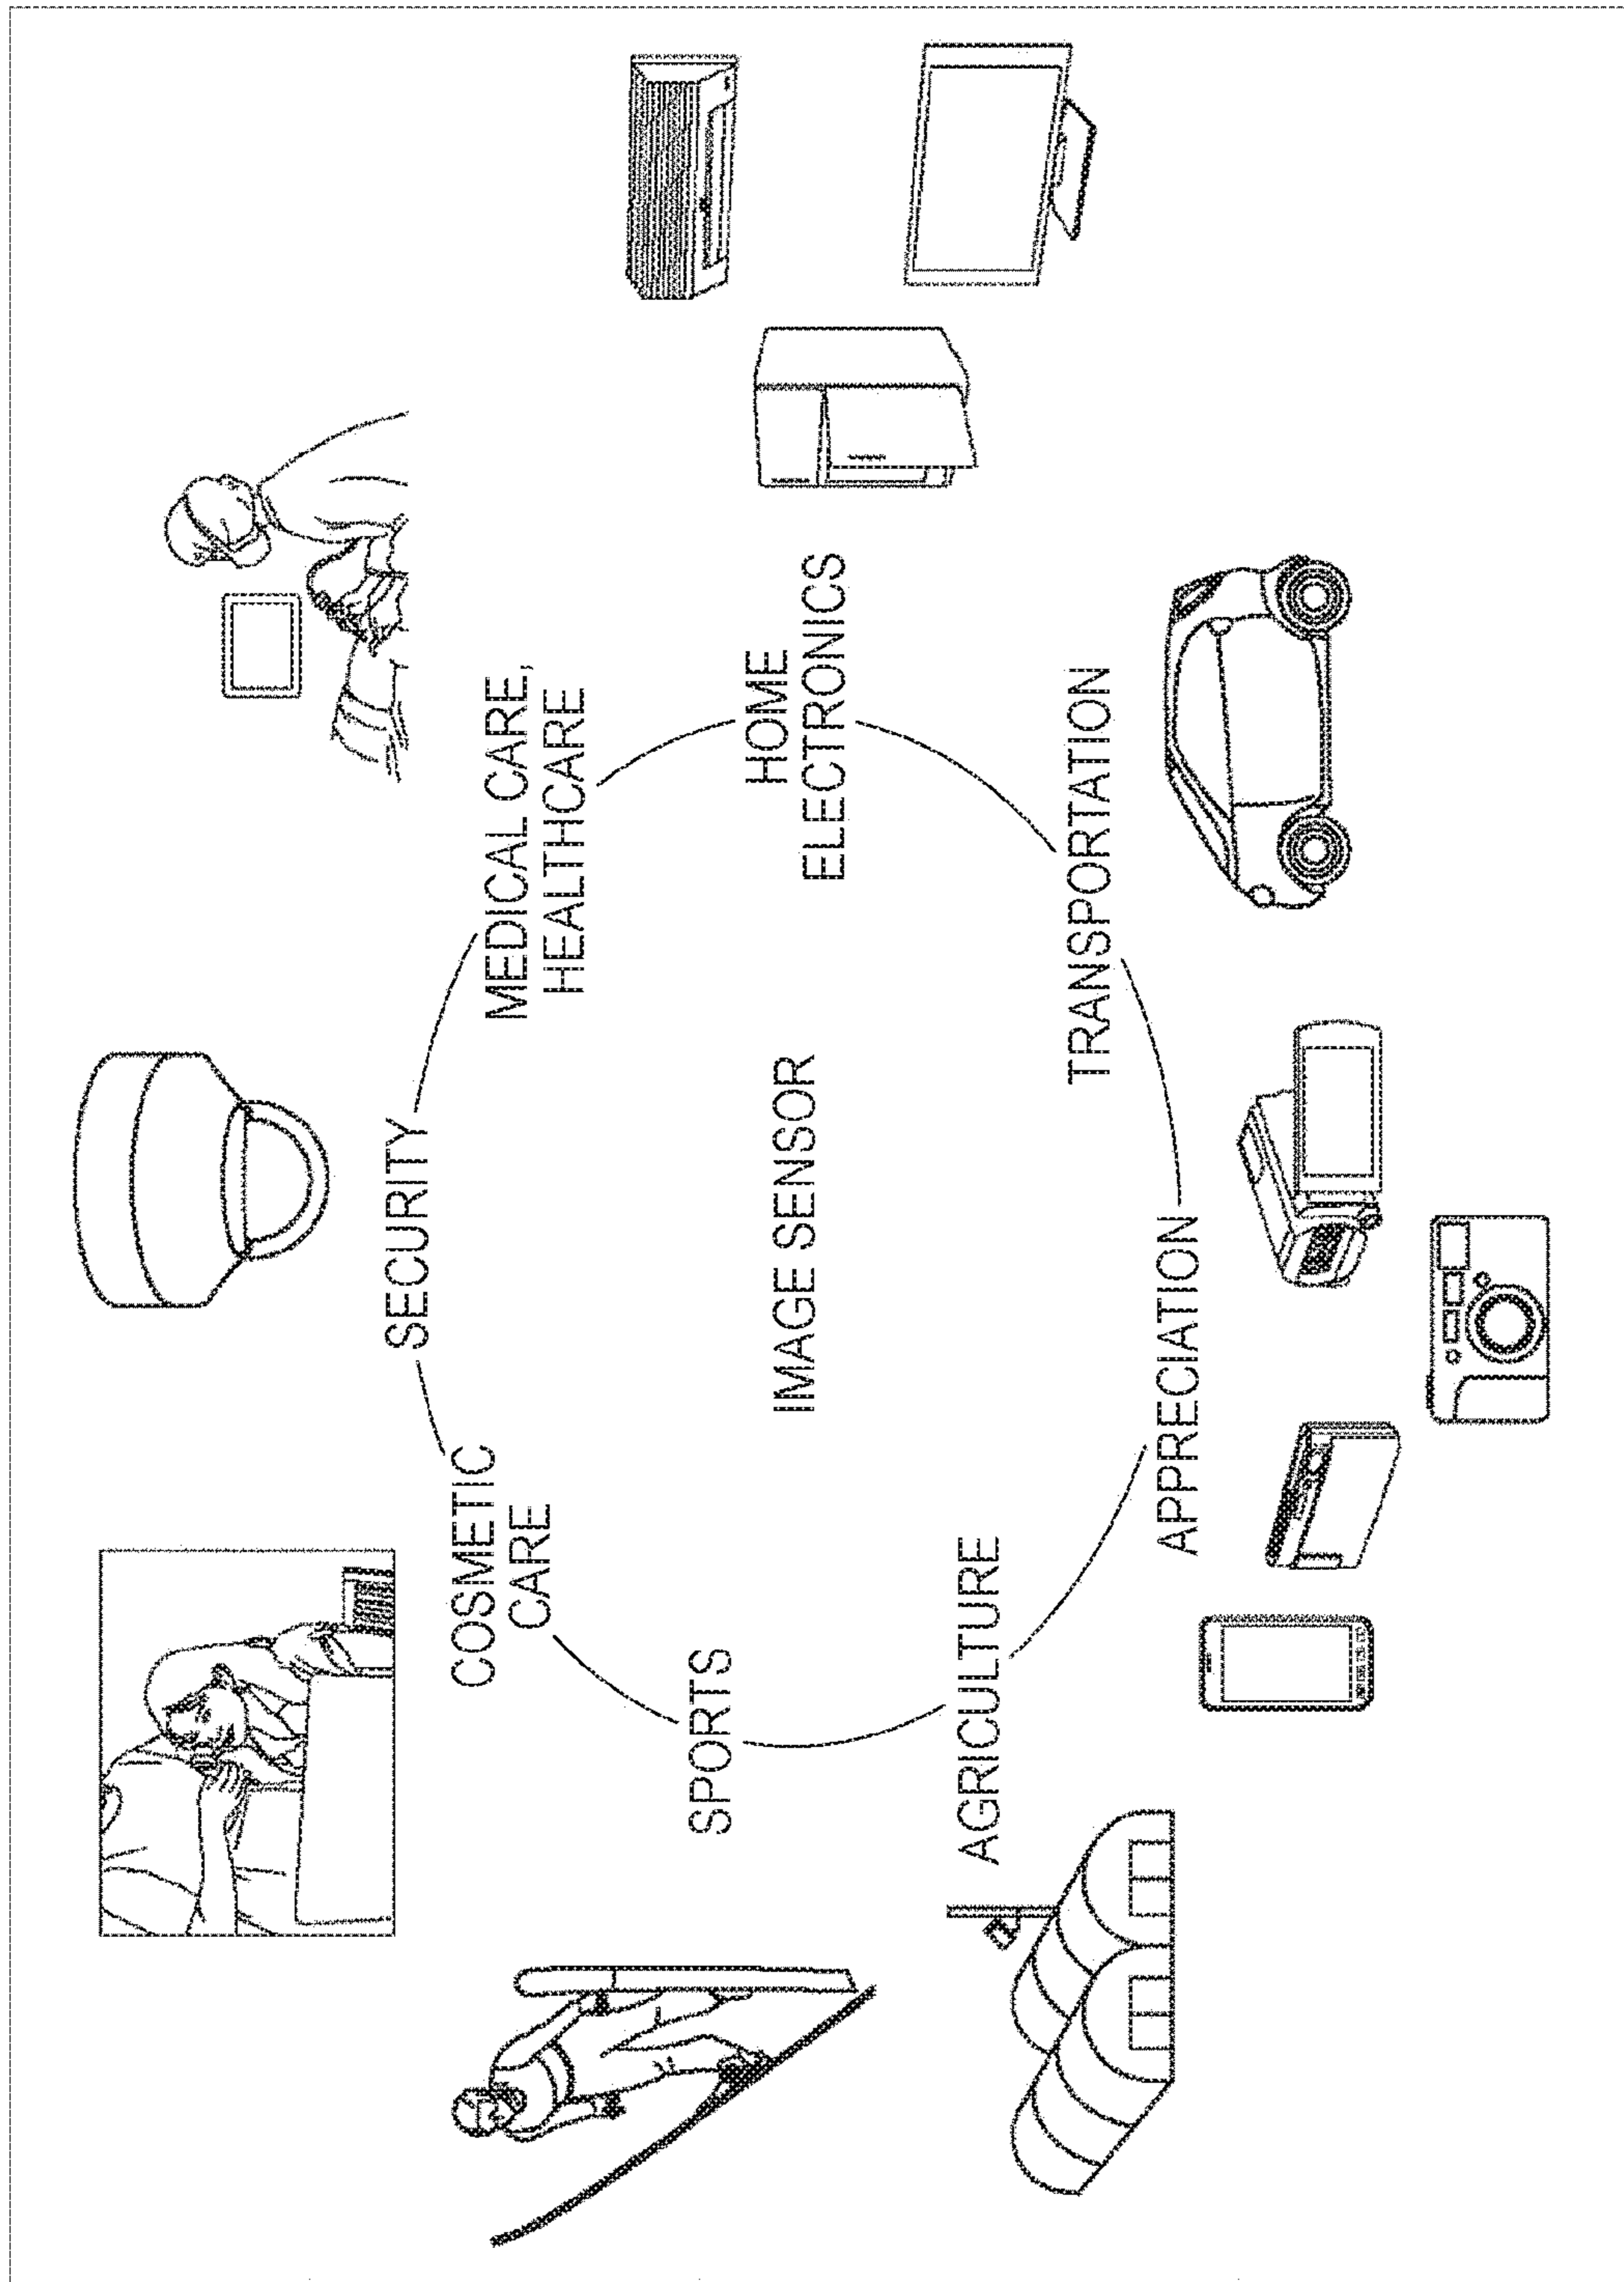 SECURITY
MEDICAL CARE,
HEALTHCARE
COSMETIC
CARE
SPORTS
IMAGE SENSOR
HOME
ELECTRONICS
AGRICULTURE
TRANSPORTATION
APPRECIATION